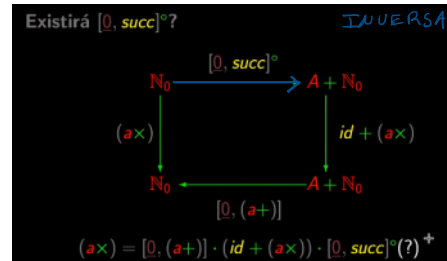 Existirá [0, succ]°? INVERSA
[0, succ]°
ℕ₀ A + ℕ₀
(a×) id + (a×)
ℕ₀ A + ℕ₀
[0, (a+)]
(a×) = [0, (a+)] · (id + (a×)) · [0, succ]°(?) +